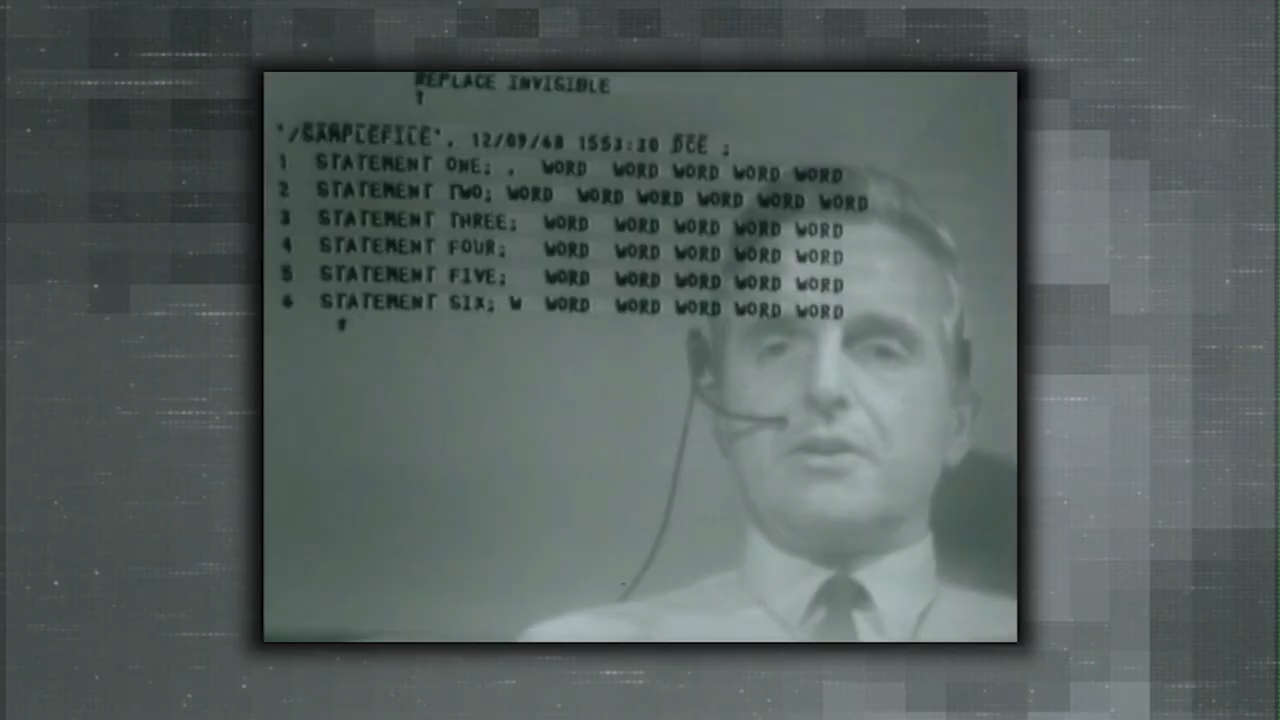 REPLACE INVISIBLE
↑
'/SAMPLEFILE', 12/09/68 1553:30 DCE ;
1 STATEMENT ONE; . WORD WORD WORD WORD WORD
2 STATEMENT TWO; WORD WORD WORD WORD WORD WORD
3 STATEMENT THREE; WORD WORD WORD WORD WORD
4 STATEMENT FOUR; WORD WORD WORD WORD WORD
5 STATEMENT FIVE; WORD WORD WORD WORD WORD
6 STATEMENT SIX; W WORD WORD WORD WORD WORD